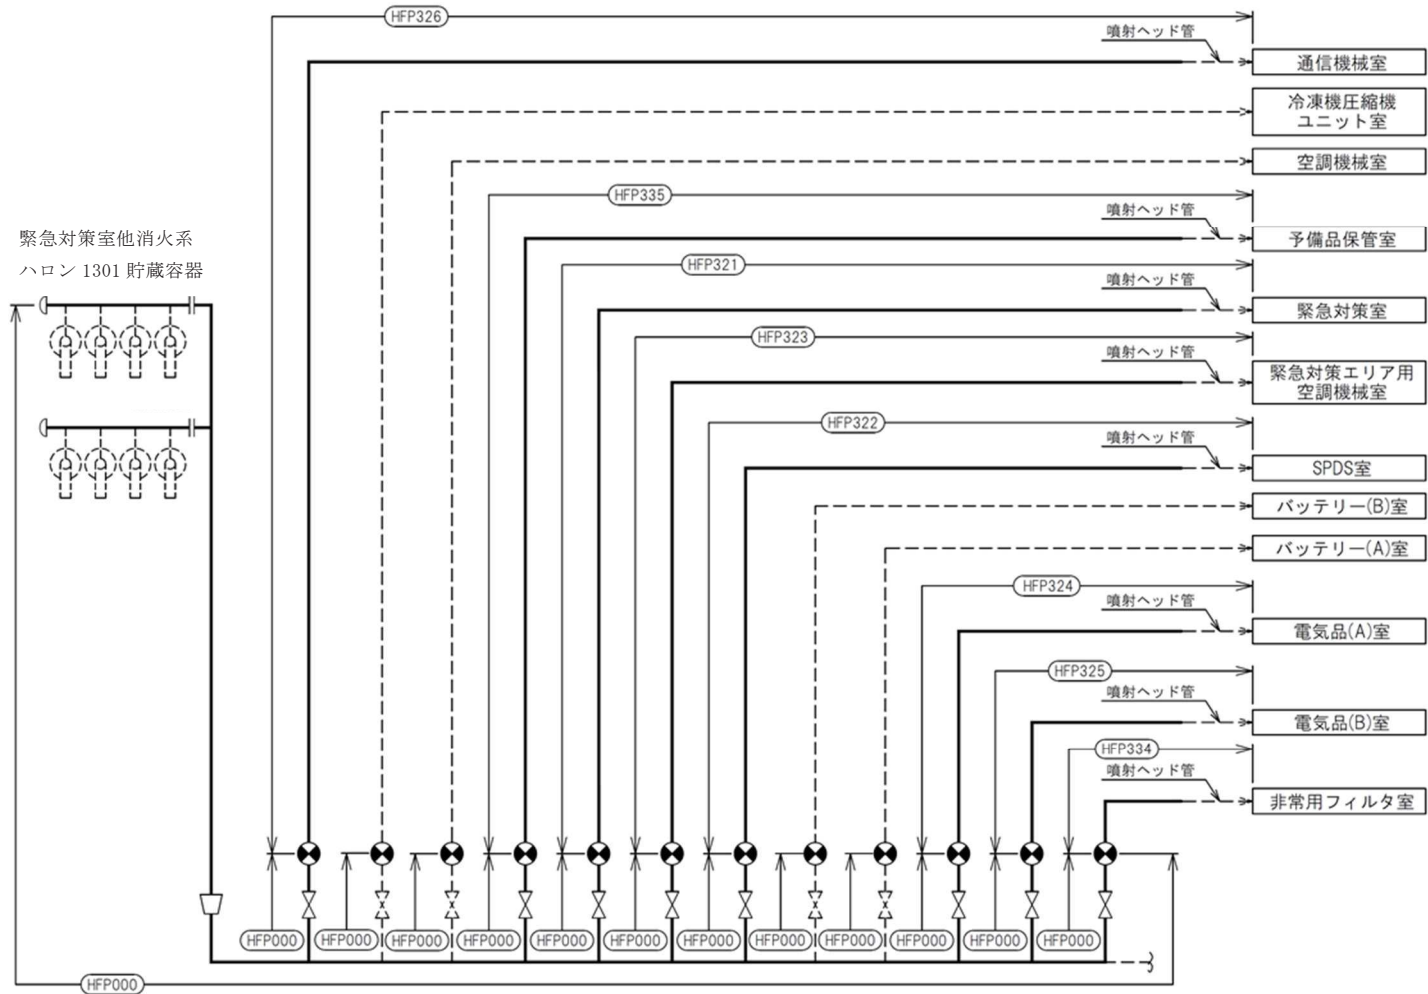 HFP326
噴射ヘッド管
通信機械室
冷凍機圧縮機
ユニット室
空調機械室
HFP335
噴射ヘッド管
予備品保管室
緊急対策室他消火系
ハロン 1301 貯蔵容器
HFP321
噴射ヘッド管
緊急対策室
HFP323
噴射ヘッド管
緊急対策エリア用
空調機械室
HFP322
噴射ヘッド管
SPDS室
バッテリー(B)室
バッテリー(A)室
HFP324
噴射ヘッド管
電気品(A)室
HFP325
噴射ヘッド管
電気品(B)室
HFP334
噴射ヘッド管
非常用フィルタ室
HFP000
HFP000
HFP000
HFP000
HFP000
HFP000
HFP000
HFP000
HFP000
HFP000
HFP000
HFP000
HFP000